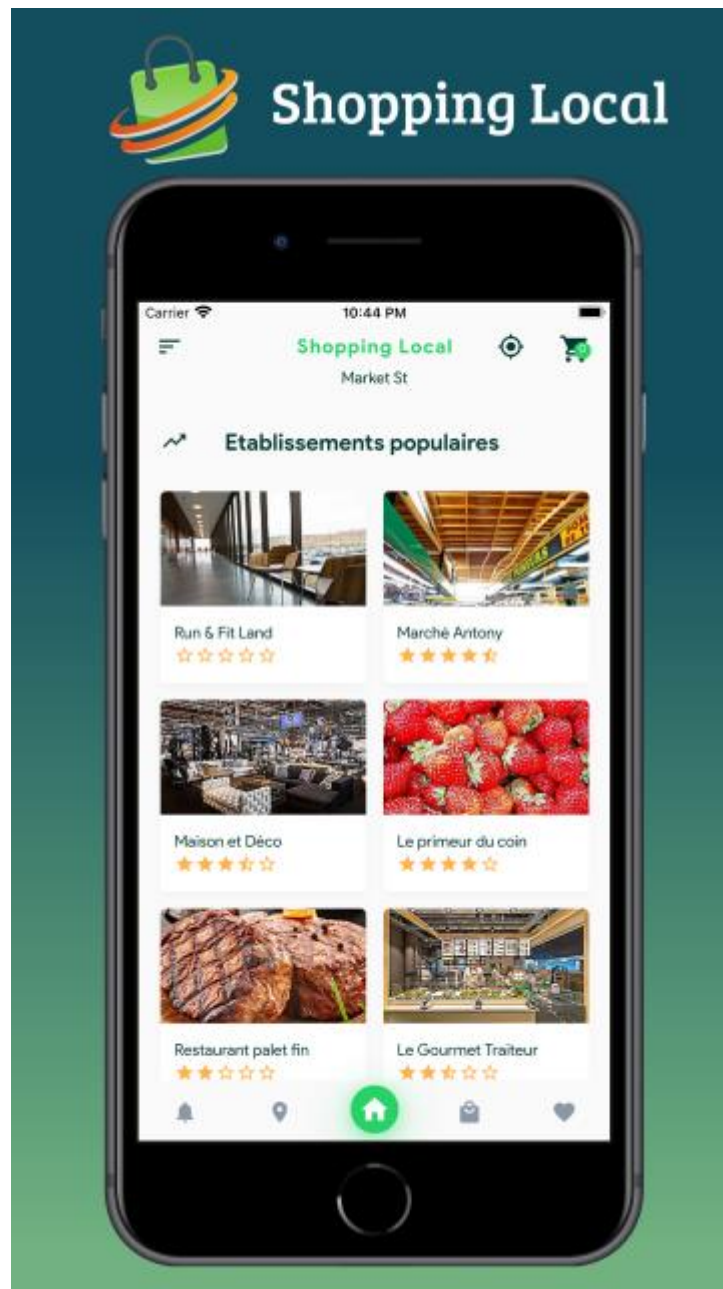 Shopping Local
Carrier 10:44 PM
Shopping Local
0
Market St
Etablissements populaires
Run & Fit Land
Marché Antony
Maison et Déco
Le primeur du coin
Restaurant palet fin
Le Gourmet Traiteur